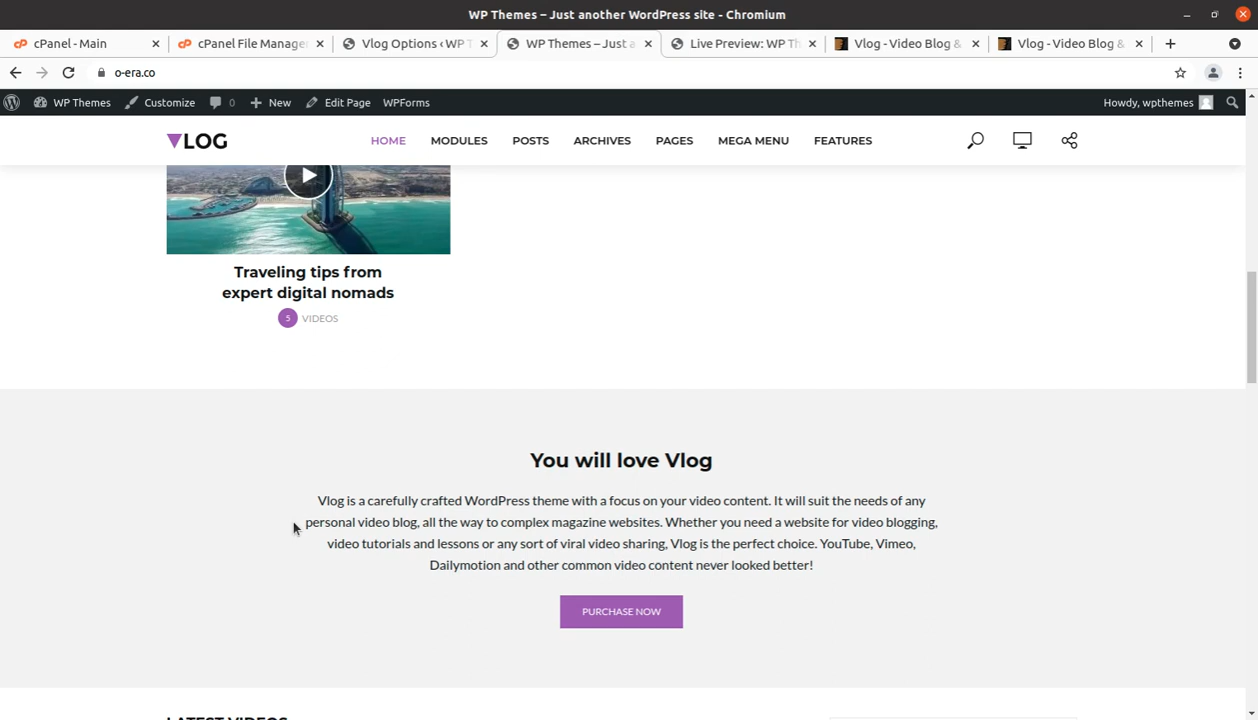 WP Themes – Just another WordPress site - Chromium
cPanel - Main
cPanel File Manage
Vlog Options ‹ WP T
WP Themes – Just a
Live Preview: WP Th
Vlog - Video Blog &
Vlog - Video Blog &
o-era.co
WP Themes Customize 0 New Edit Page WPForms Howdy, wpthemes
VLOG HOME MODULES POSTS ARCHIVES PAGES MEGA MENU FEATURES
Traveling tips from
expert digital nomads
5 VIDEOS
You will love Vlog
Vlog is a carefully crafted WordPress theme with a focus on your video content. It will suit the needs of any
personal video blog, all the way to complex magazine websites. Whether you need a website for video blogging,
video tutorials and lessons or any sort of viral video sharing, Vlog is the perfect choice. YouTube, Vimeo,
Dailymotion and other common video content never looked better!
PURCHASE NOW
LATEST VIDEOS